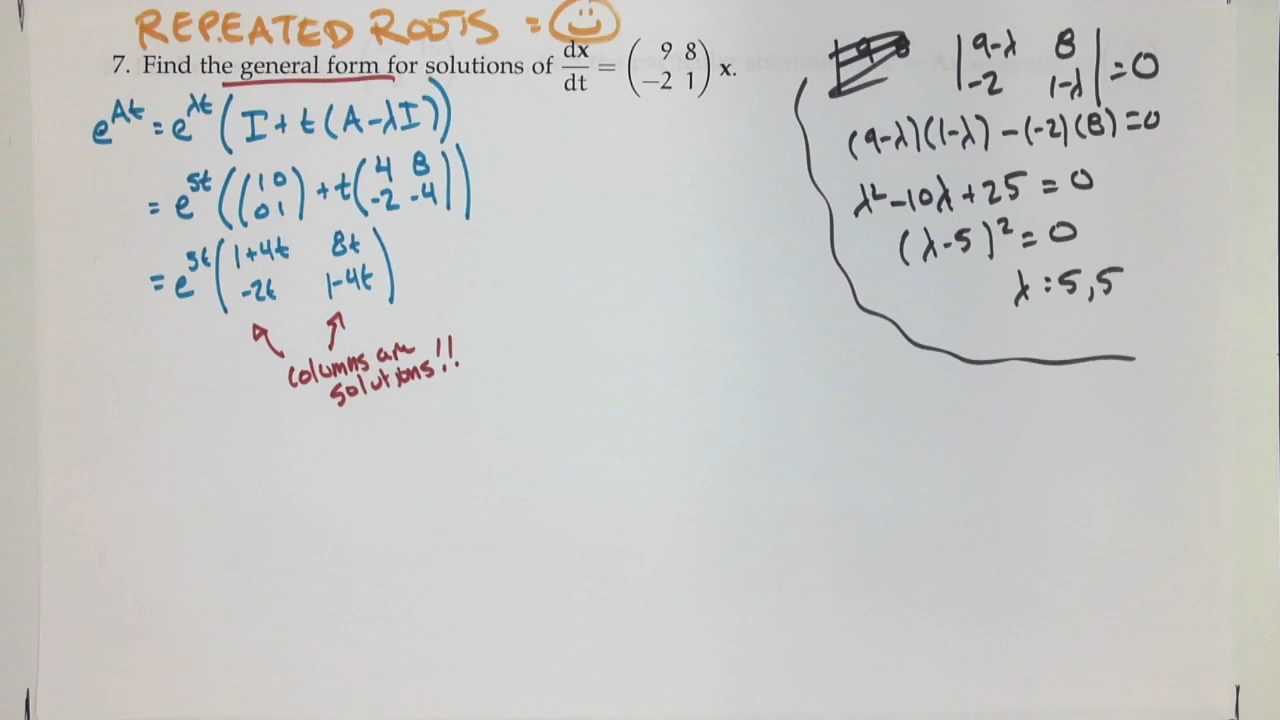 REPEATED ROOTS =
7. Find the general form for solutions of dx/dt = ( 9 8 −2 1 ) x.
e^At = e^λt ( I + t ( A-λI ) )
= e^5t ( ( 1 0 0 1 ) + t ( 4 8 -2 -4 ) )
= e^5t ( 1+4t 8t -2t 1-4t )
columns are
solutions!!
| 9-λ 8 -2 1-λ | = 0
(9-λ)(1-λ) - (-2)(8) = 0
λ² - 10λ + 25 = 0
(λ-5)² = 0
λ : 5, 5